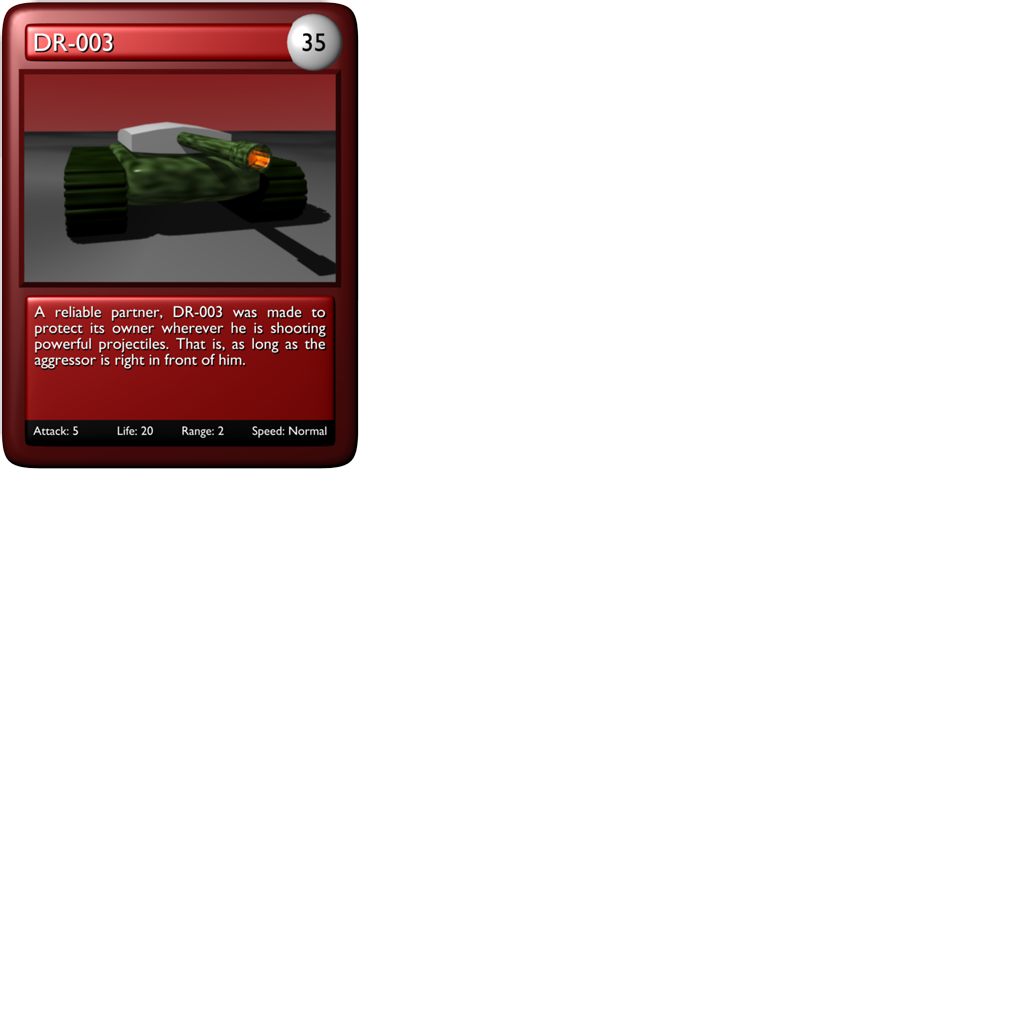 DR-003
35
A reliable partner, DR-003 was made to
protect its owner wherever he is shooting
powerful projectiles. That is, as long as the
aggressor is right in front of him.
Attack: 5 Life: 20 Range: 2 Speed: Normal